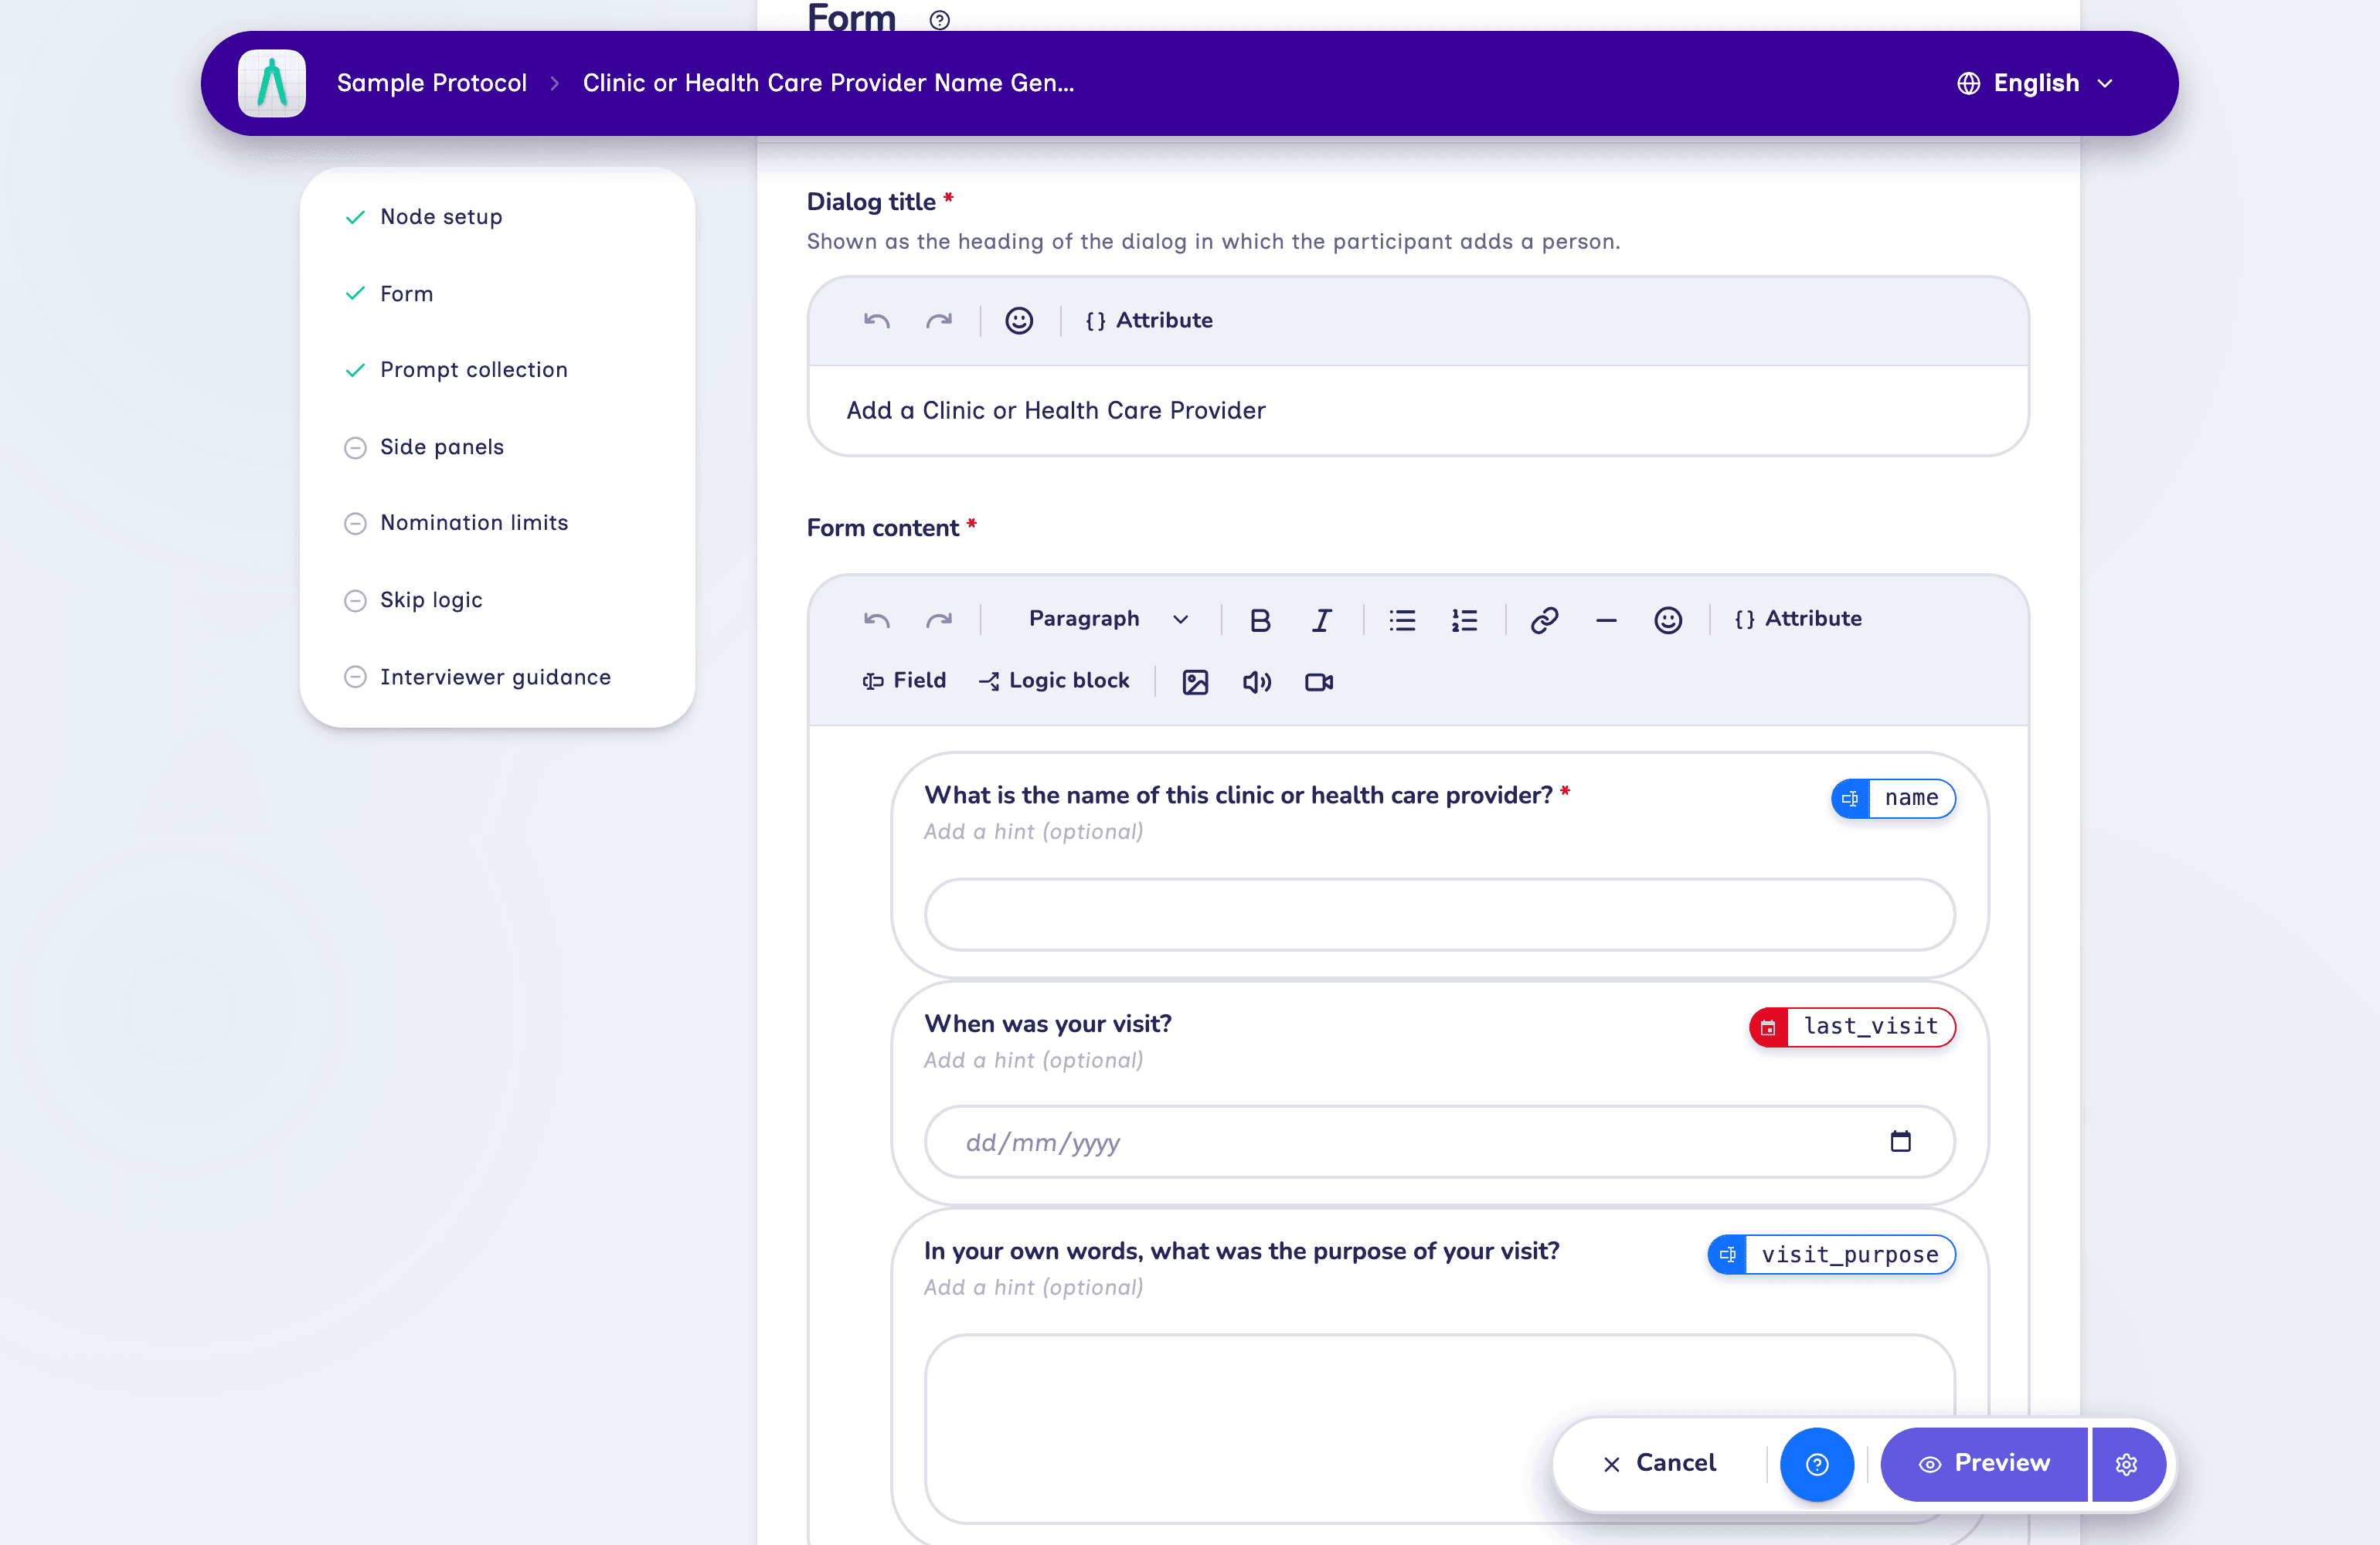 Form
Sample Protocol
Clinic or Health Care Provider Name Gen...
English
Node setup
Form
Prompt collection
Side panels
Nomination limits
Skip logic
Interviewer guidance
Dialog title *
Shown as the heading of the dialog in which the participant adds a person.
{} Attribute
Add a Clinic or Health Care Provider
Form content *
Paragraph
{} Attribute
Field
Logic block
What is the name of this clinic or health care provider? *
name
Add a hint (optional)
When was your visit?
last_visit
Add a hint (optional)
dd/mm/yyyy
In your own words, what was the purpose of your visit?
visit_purpose
Add a hint (optional)
Cancel
Preview